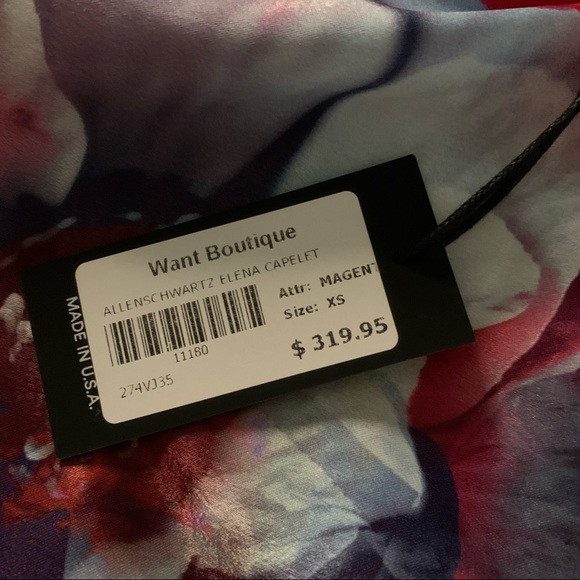 Want Boutique
ALLENSCHWARTZ ELENA CAPELET
Attr: MAGENT
Size: XS
11180
$ 319.95
274VJ35
MADE IN U.S.A.